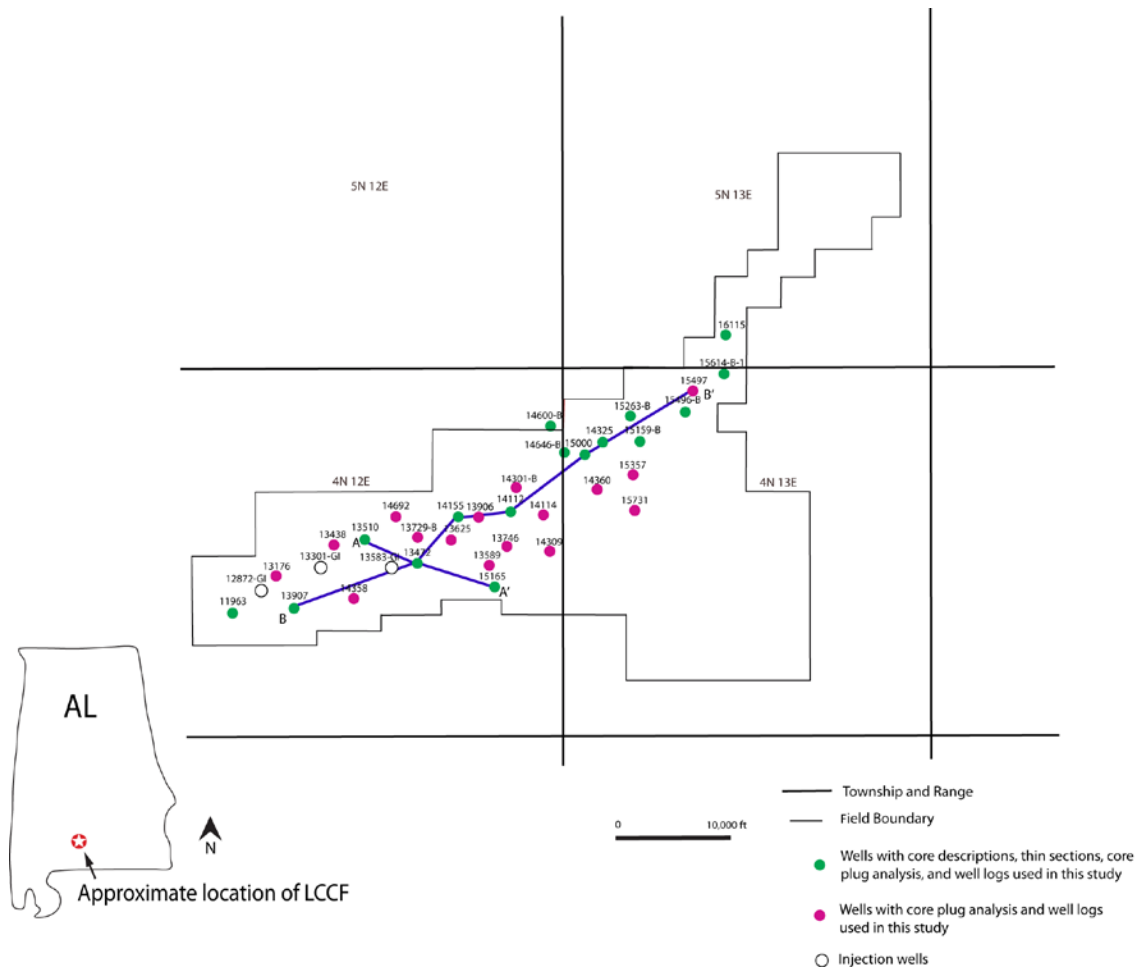 5N 12E
5N 13E
16115
15614-B-1
15497
B'
15496-B
15263-B
14600-B
14325
15159-B
14646-B
15000
15357
14301-B
14360
4N 12E
4N 13E
14692
14155
13906
14112
14114
15731
13510
13729-B
13625
13438
A
13746
14309
13301-GI
13583-GI
13472
13589
13176
12872-GI
15165
A'
11963
13907
14358
B
AL
N
Approximate location of LCCF
0
10,000 ft
Township and Range
Field Boundary
Wells with core descriptions, thin sections, core
plug analysis, and well logs used in this study
Wells with core plug analysis and well logs
used in this study
Injection wells